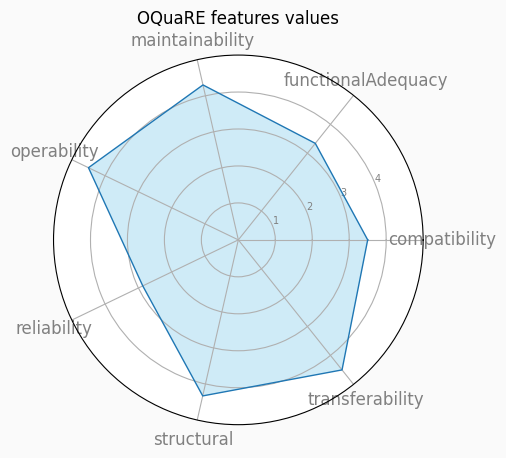 OQuaRE features values
maintainability
functionalAdequacy
operability
4
3
2
1
compatibility
reliability
transferability
structural